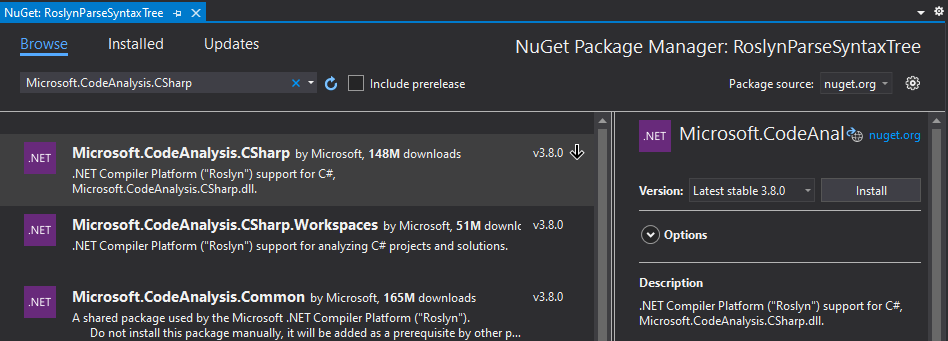 NuGet: RoslynParseSyntaxTree
Browse Installed Updates
NuGet Package Manager: RoslynParseSyntaxTree
Microsoft.CodeAnalysis.CSharp
Include prerelease
Package source: nuget.org
.NET
Microsoft.CodeAnalysis.CSharp by Microsoft, 148M downloads v3.8.0
.NET Compiler Platform ("Roslyn") support for C#,
Microsoft.CodeAnalysis.CSharp.dll.
.NET
Microsoft.CodeAnalysis.CSharp.Workspaces by Microsoft, 51M downlc v3.8.0
.NET Compiler Platform ("Roslyn") support for analyzing C# projects and solutions.
.NET
Microsoft.CodeAnalysis.Common by Microsoft, 165M downloads v3.8.0
A shared package used by the Microsoft .NET Compiler Platform ("Roslyn").
Do not install this package manually, it will be added as a prerequisite by other p...
.NET
Microsoft.CodeAnal nuget.org
Version: Latest stable 3.8.0 Install
Options
Description
.NET Compiler Platform ("Roslyn") support for C#,
Microsoft.CodeAnalysis.CSharp.dll.